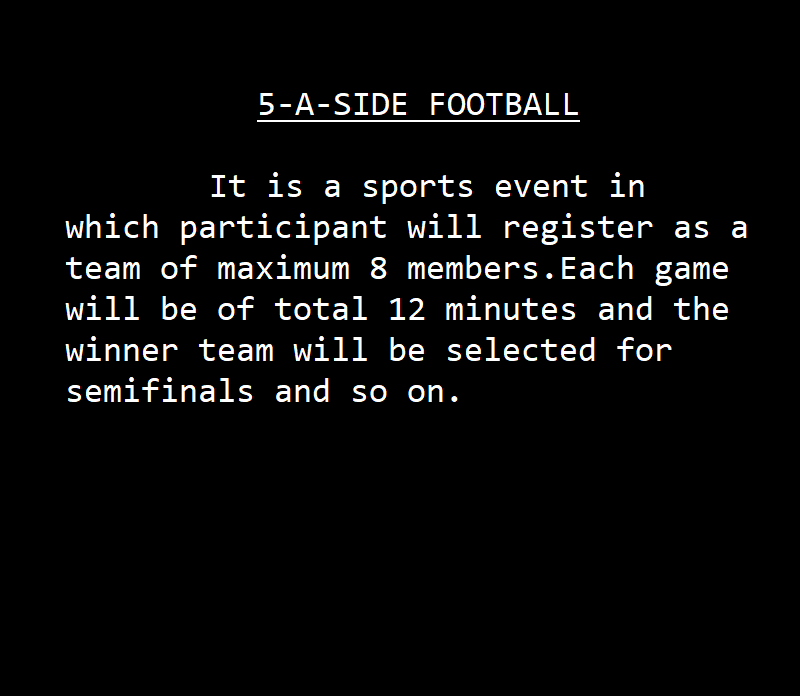 5-A-SIDE FOOTBALL
It is a sports event in
which participant will register as a
team of maximum 8 members.Each game
will be of total 12 minutes and the
winner team will be selected for
semifinals and so on.